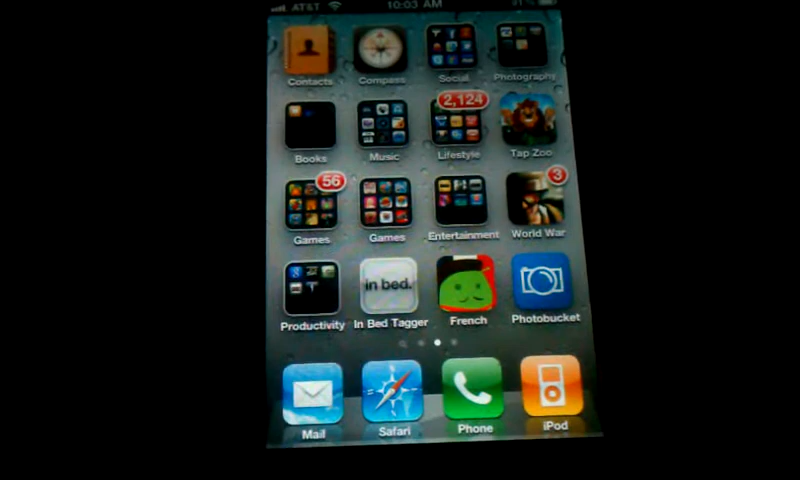 AT&T 10:03 AM
Contacts Compass Social Photography
2,124
Books Music Lifestyle Tap Zoo
56 3
Games Games Entertainment World War
in bed.
Productivity In Bed Tagger French Photobucket
Mail Safari Phone iPod